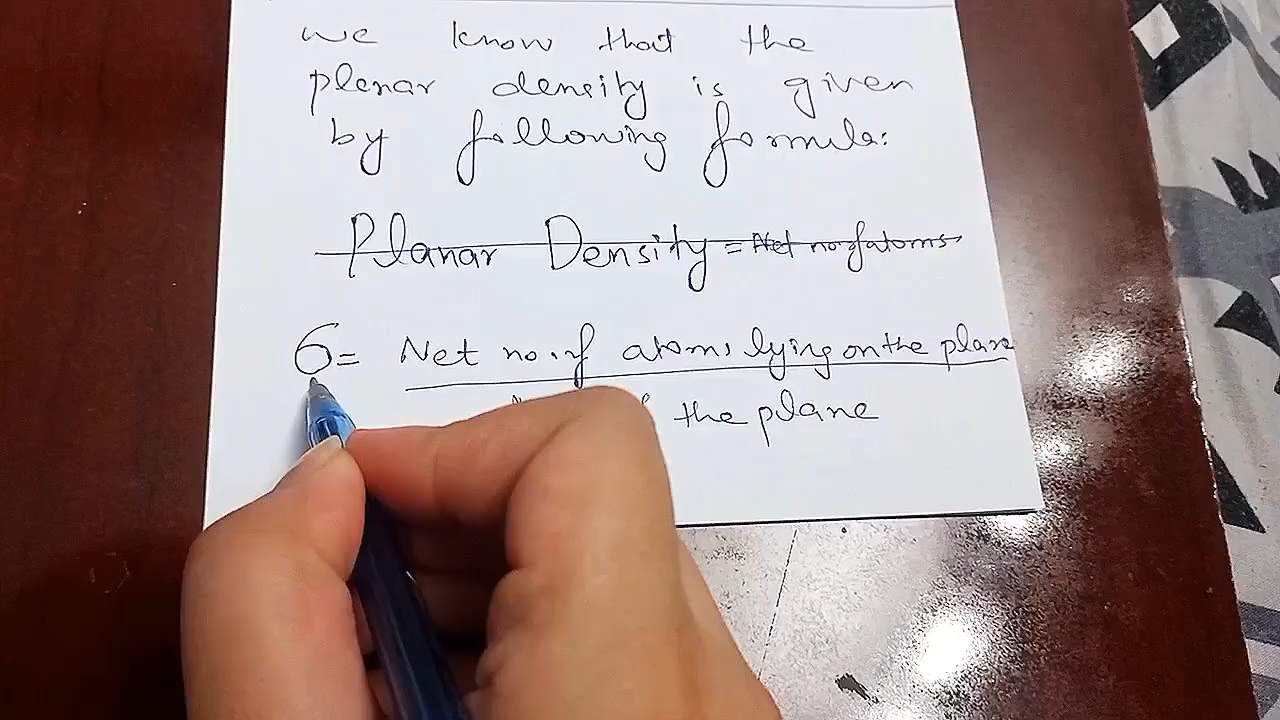 we know that the
planar density is given
by following formula:
Planar Density = Net no of atoms
6 = Net no. of atoms lying on the plane
the plane